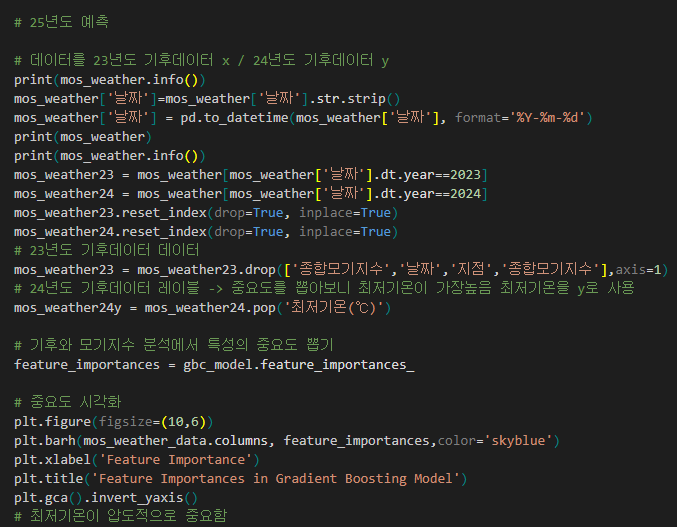 # 25년도 예측
# 데이터를 23년도 기후데이터 x / 24년도 기후데이터 y
print(mos_weather.info())
mos_weather['날짜']=mos_weather['날짜'].str.strip()
mos_weather['날짜'] = pd.to_datetime(mos_weather['날짜'], format='%Y-%m-%d')
print(mos_weather)
print(mos_weather.info())
mos_weather23 = mos_weather[mos_weather['날짜'].dt.year==2023]
mos_weather24 = mos_weather[mos_weather['날짜'].dt.year==2024]
mos_weather23.reset_index(drop=True, inplace=True)
mos_weather24.reset_index(drop=True, inplace=True)
# 23년도 기후데이터 데이터
mos_weather23 = mos_weather23.drop(['종합모기지수','날짜','지점','종합모기지수'],axis=1)
# 24년도 기후데이터 레이블 -> 중요도를 뽑아보니 최저기온이 가장높음 최저기온을 y로 사용
mos_weather24y = mos_weather24.pop('최저기온(℃)')
# 기후와 모기지수 분석에서 특성의 중요도 뽑기
feature_importances = gbc_model.feature_importances_
# 중요도 시각화
plt.figure(figsize=(10,6))
plt.barh(mos_weather_data.columns, feature_importances,color='skyblue')
plt.xlabel('Feature Importance')
plt.title('Feature Importances in Gradient Boosting Model')
plt.gca().invert_yaxis()
# 최저기온이 압도적으로 중요함